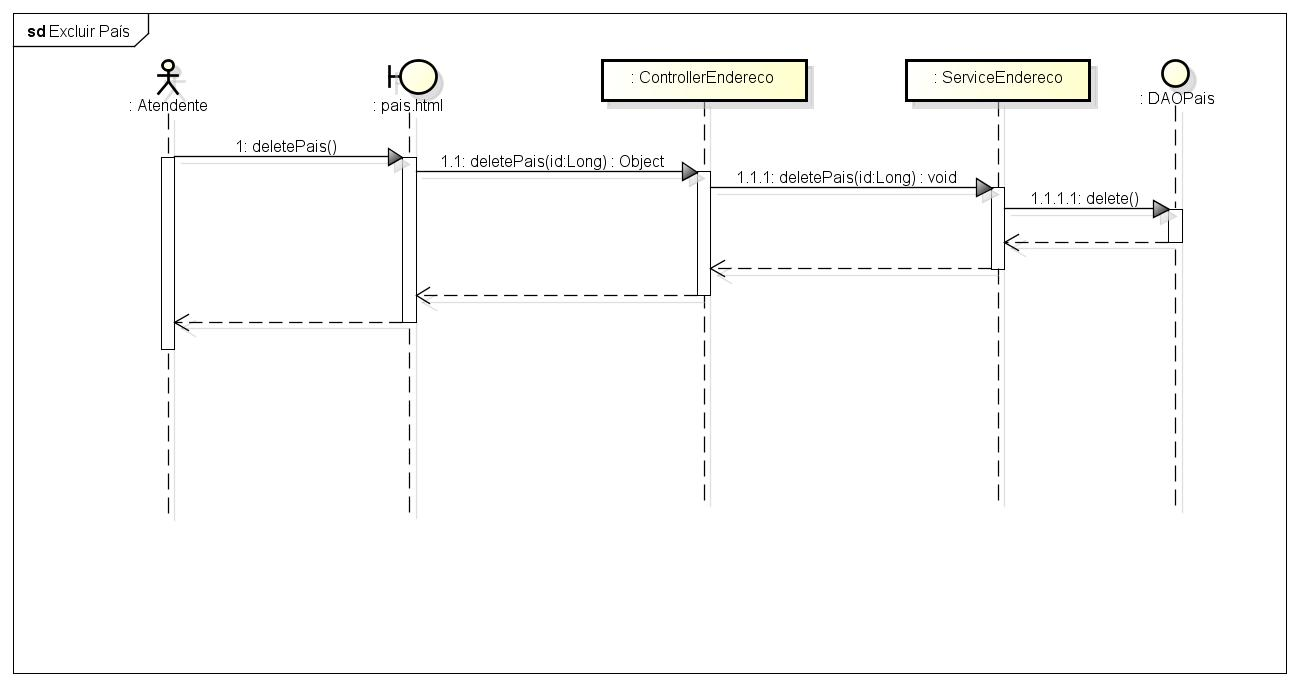 sd Excluir País
: Atendente
: pais.html
: ControllerEndereco
: ServiceEndereco
: DAOPais
1: deletePais()
1.1: deletePais(id:Long) : Object
1.1.1: deletePais(id:Long) : void
1.1.1.1: delete()